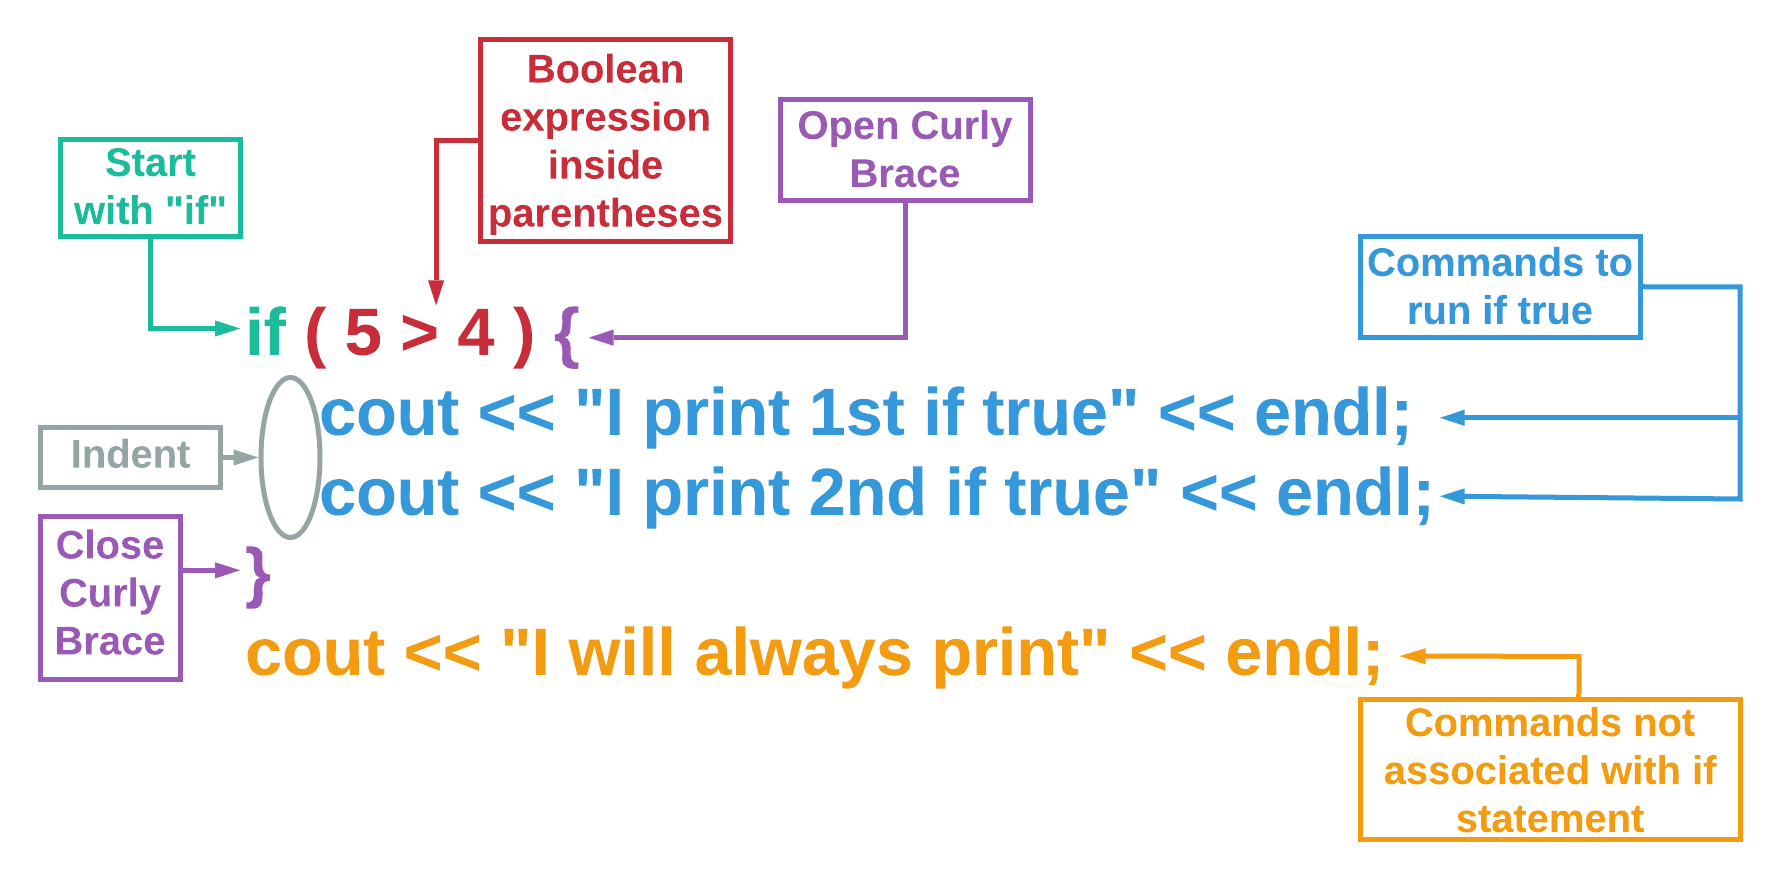 Boolean
expression
inside
parentheses
Open Curly
Brace
Start
with "if"
Commands to
run if true
if ( 5 > 4 ) {
cout << "I print 1st if true" << endl;
Indent
cout << "I print 2nd if true" << endl;
Close
Curly
Brace
}
cout << "I will always print" << endl;
Commands not
associated with if
statement